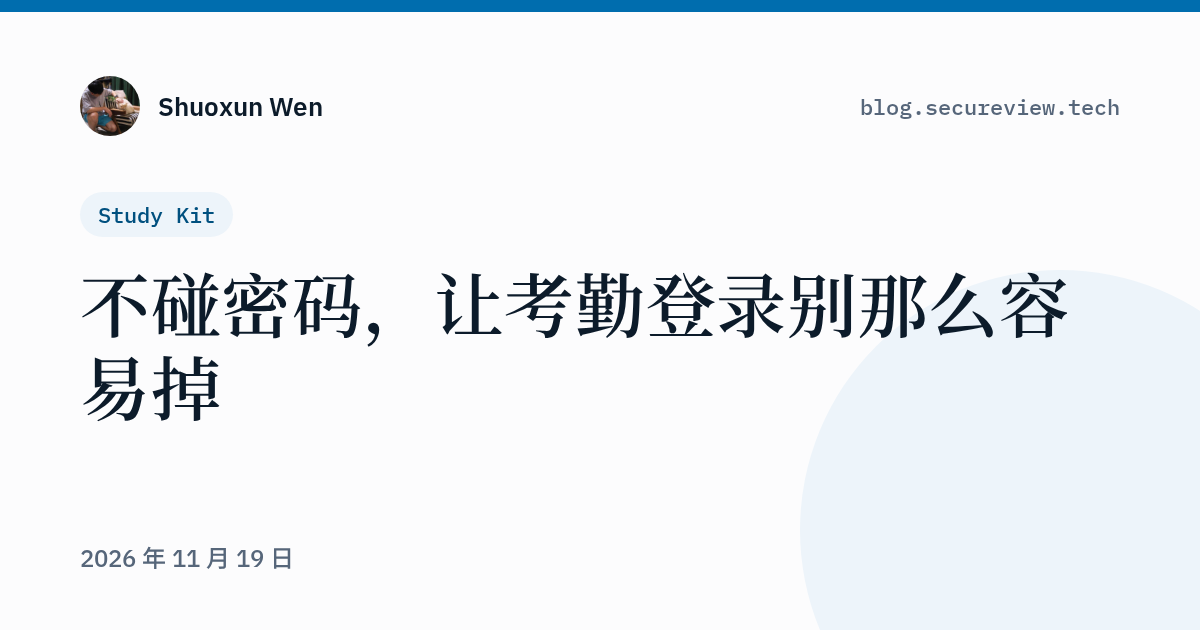 Shuoxun Wen
blog.secureview.tech
Study Kit
不碰密码，让考勤登录别那么容
易掉
2026 年 11 月 19 日